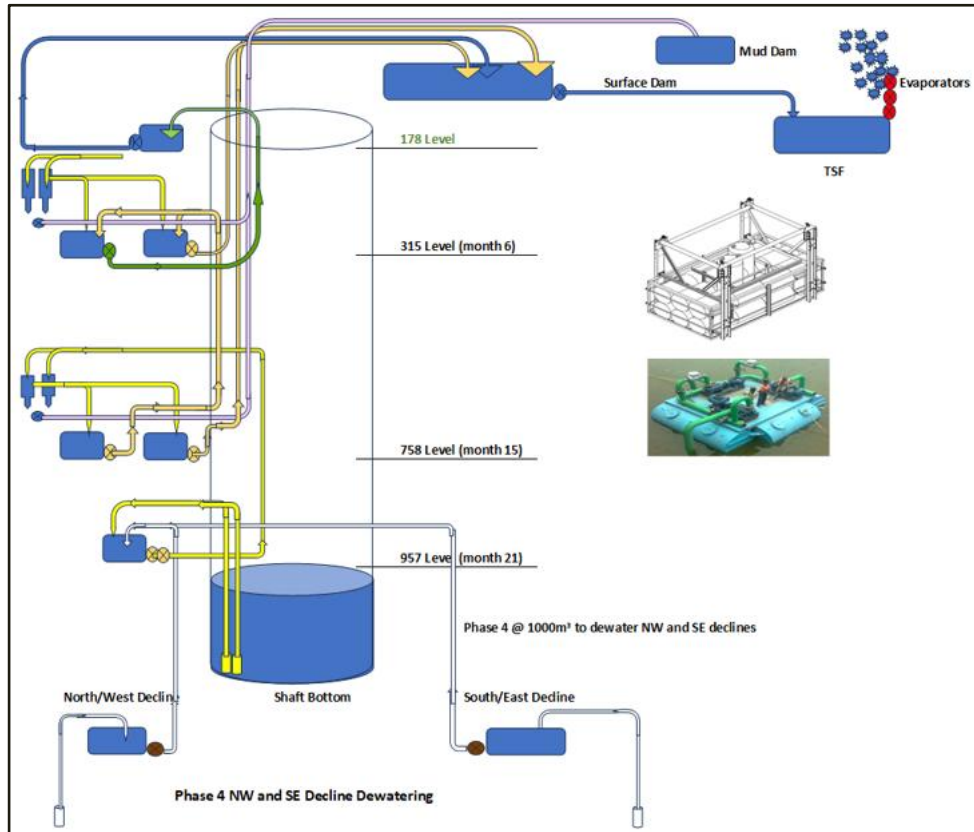 Mud Dam
Surface Dam
Evaporators
178 Level
TSF
315 Level (month 6)
758 Level (month 15)
957 Level (month 21)
Phase 4 @ 1000m³ to dewater NW and SE declines
North/West Decline
Shaft Bottom
South/East Decline
Phase 4 NW and SE Decline Dewatering